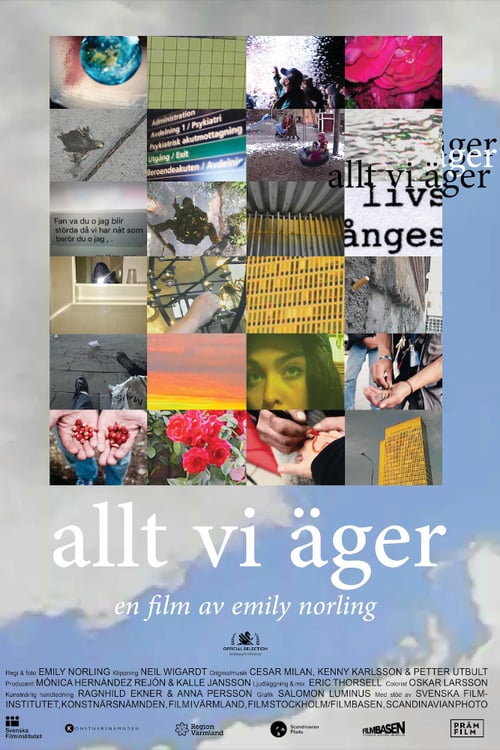 Administration
Avdelning 1 / Psykiatri
Psykiatrisk akutmottagning
Utgång / Exit
Beroendeakuten / Avdelni
äger
äger
allt vi äger
livs
ånges
Fan va du o jag blir
störda då vi har nåt som
berör du o jag , .
allt vi äger
en film av emily norling
OFFICIAL SELECTION
Regi & foto EMILY NORLING Klippning NEIL WIGARDT Originalmusik CESAR MILAN, KENNY KARLSSON & PETTER UTBULT
Producent MÓNICA HERNÁNDEZ REJÓN & KALLE JANSSON Ljudläggning & mix ERIC THORSELL Colorist OSKAR LARSSON
Konstnärlig handledning RAGNHILD EKNER & ANNA PERSSON Grafik SALOMON LUMINUS Med stöd av SVENSKA FILM-
INSTITUTET, KONSTNÄRSNÄMNDEN, FILM I VÄRMLAND, FILMSTOCKHOLM/FILMBASEN, SCANDINAVIAN PHOTO
Svenska
Filminstitutet
KONSTNÄRSNÄMNDEN
Region
Värmland
Scandinavian
Photo
FILMBASEN
PRÅM
FILM